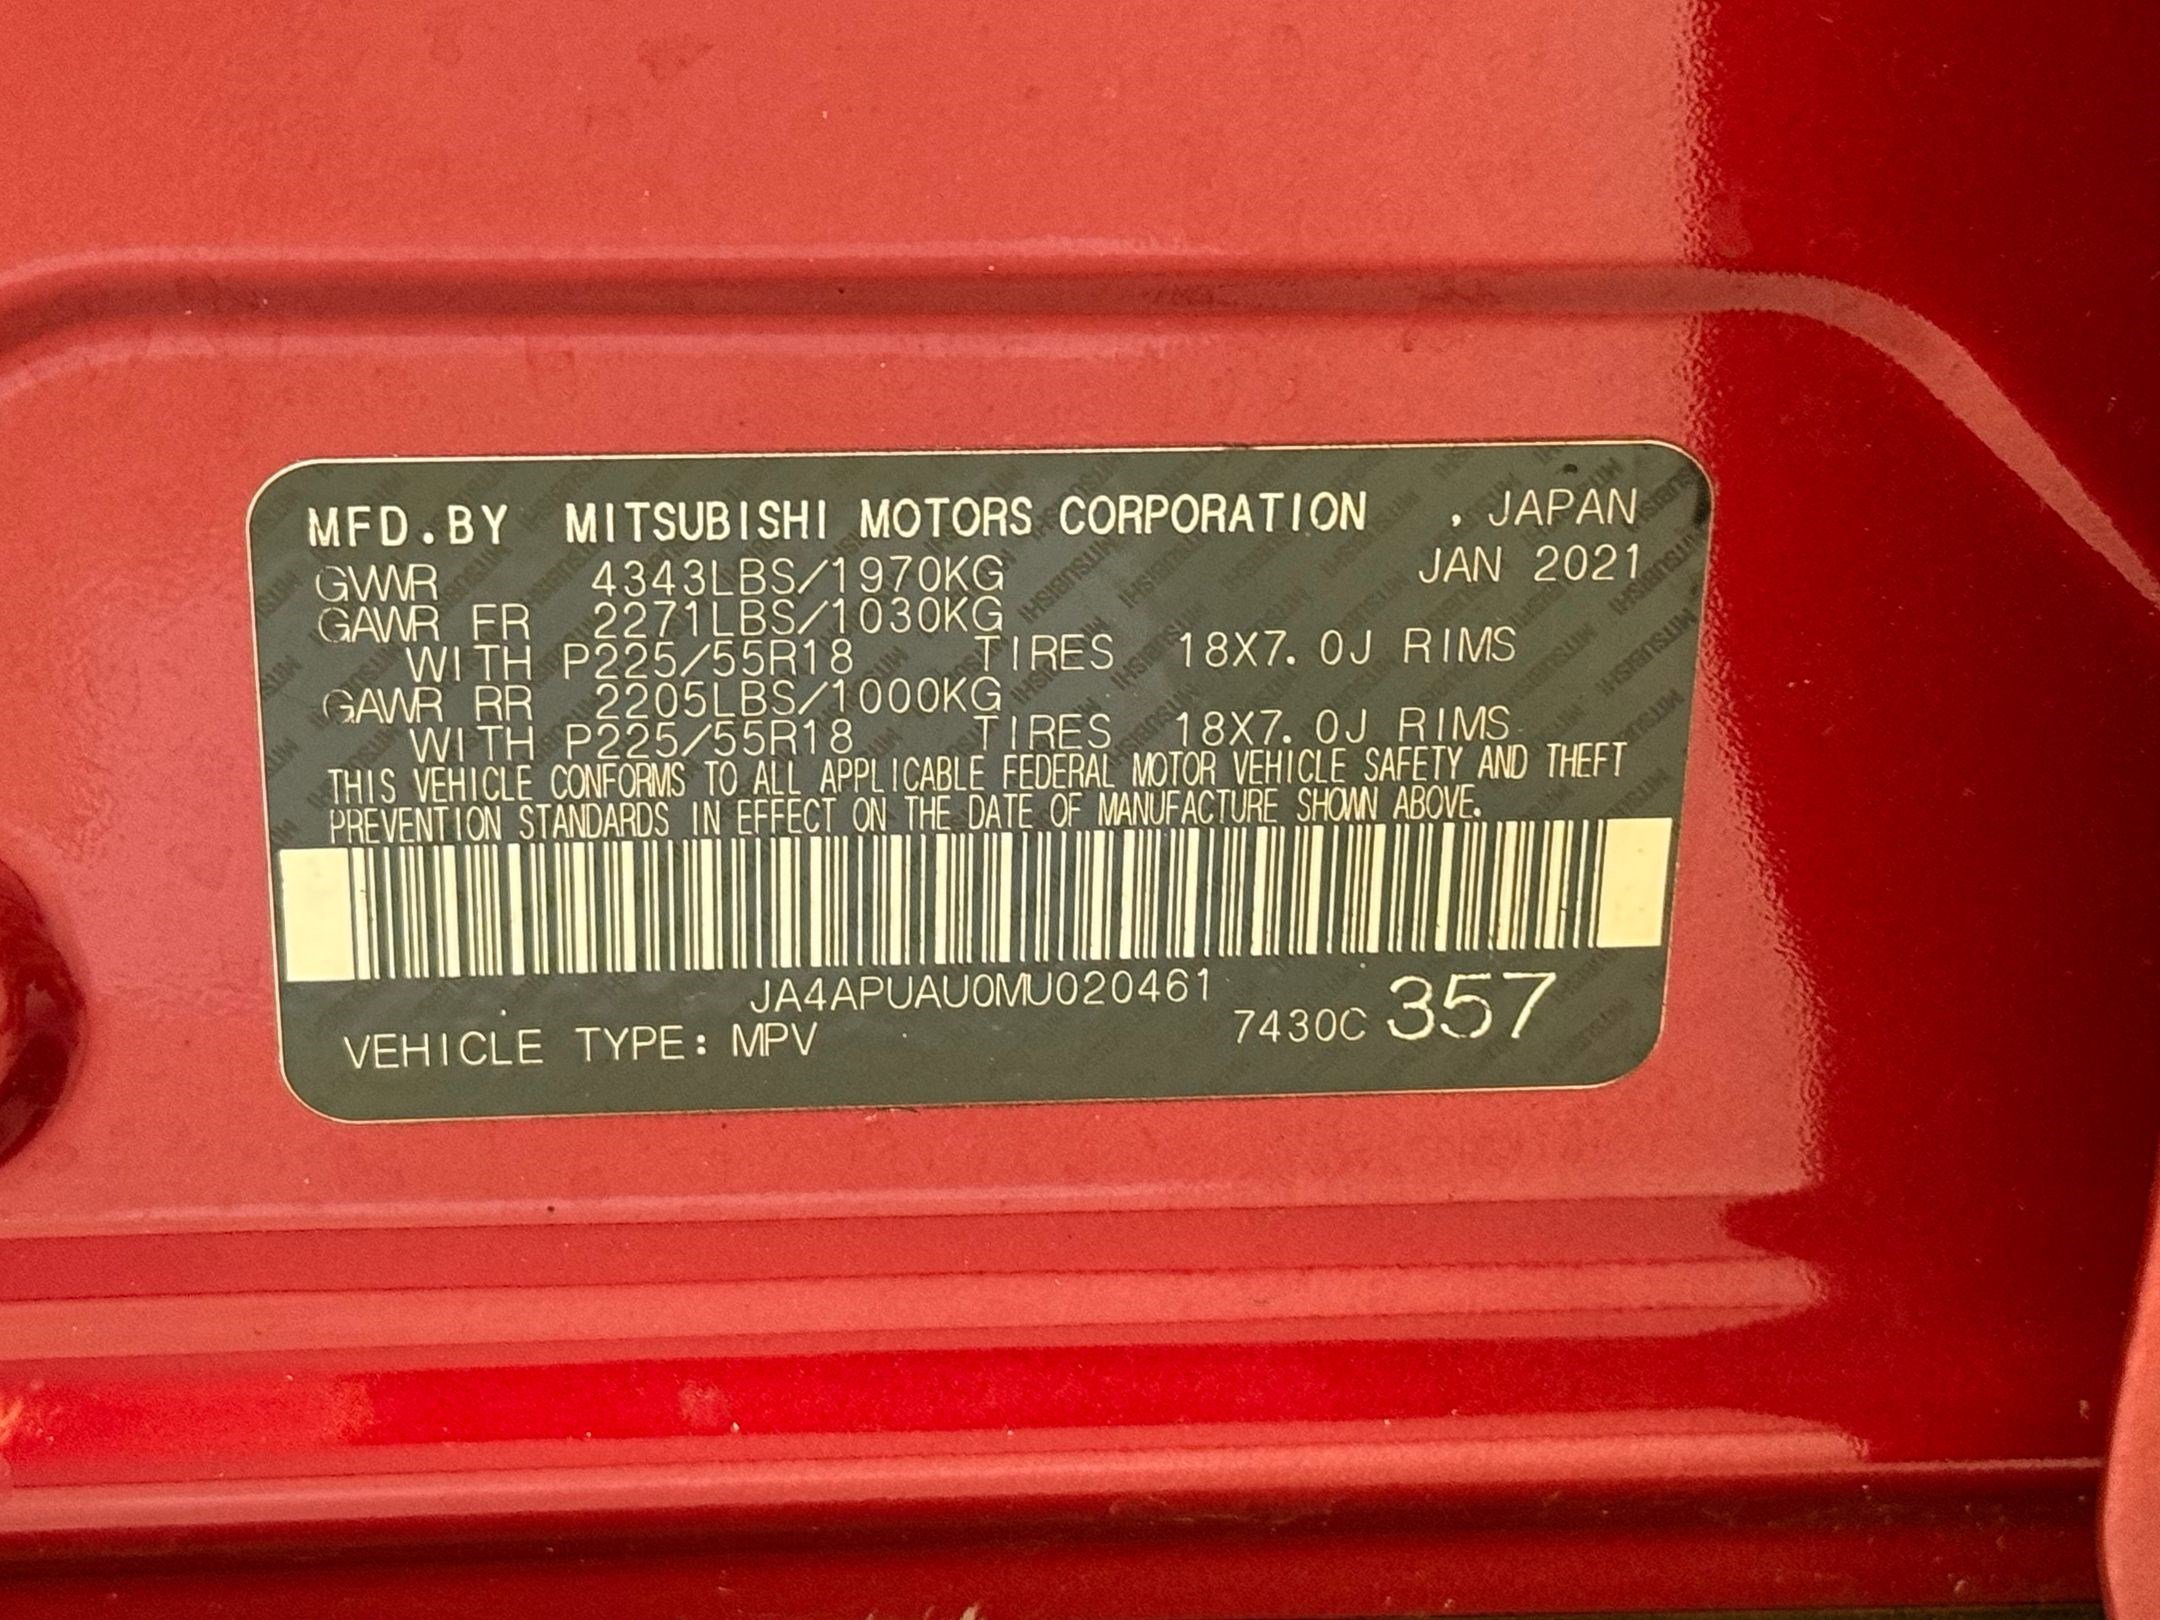 MFD.BY MITSUBISHI MOTORS CORPORATION , JAPAN
GVWR 4343LBS/1970KG JAN 2021
GAWR FR 2271LBS/1030KG
WITH P225/55R18 TIRES 18X7.0J RIMS
GAWR RR 2205LBS/1000KG
WITH P225/55R18 TIRES 18X7.0J RIMS
THIS VEHICLE CONFORMS TO ALL APPLICABLE FEDERAL MOTOR VEHICLE SAFETY AND THEFT
PREVENTION STANDARDS IN EFFECT ON THE DATE OF MANUFACTURE SHOWN ABOVE.
JA4APUAU0MU020461
VEHICLE TYPE: MPV 7430C 357